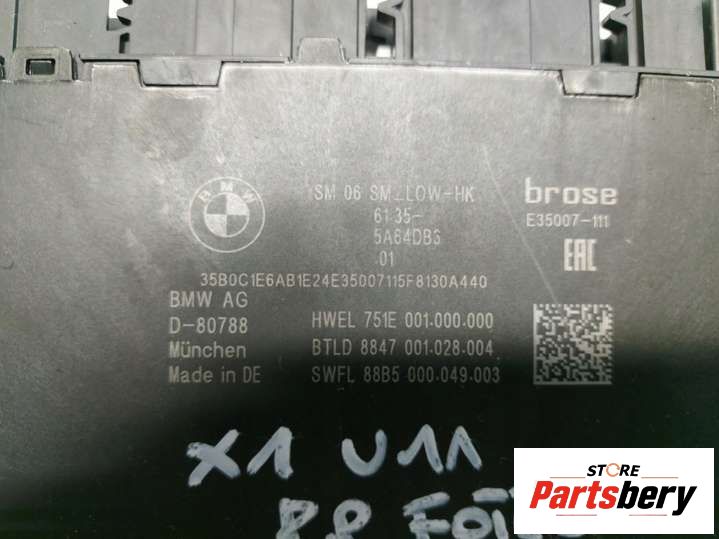 BMW
SM 06 SM_LOW-HK
61 35-
5A64DB3
01
brose
E35007-111
EAC
35B0C1E6AB1E24E35007115F8130A440
BMW AG
D-80788
München
Made in DE
HWEL 751E 001.000.000
BTLD 8847 001.028.004
SWFL 88B5 000.049.003
X1 U11
STORE
Partsbery